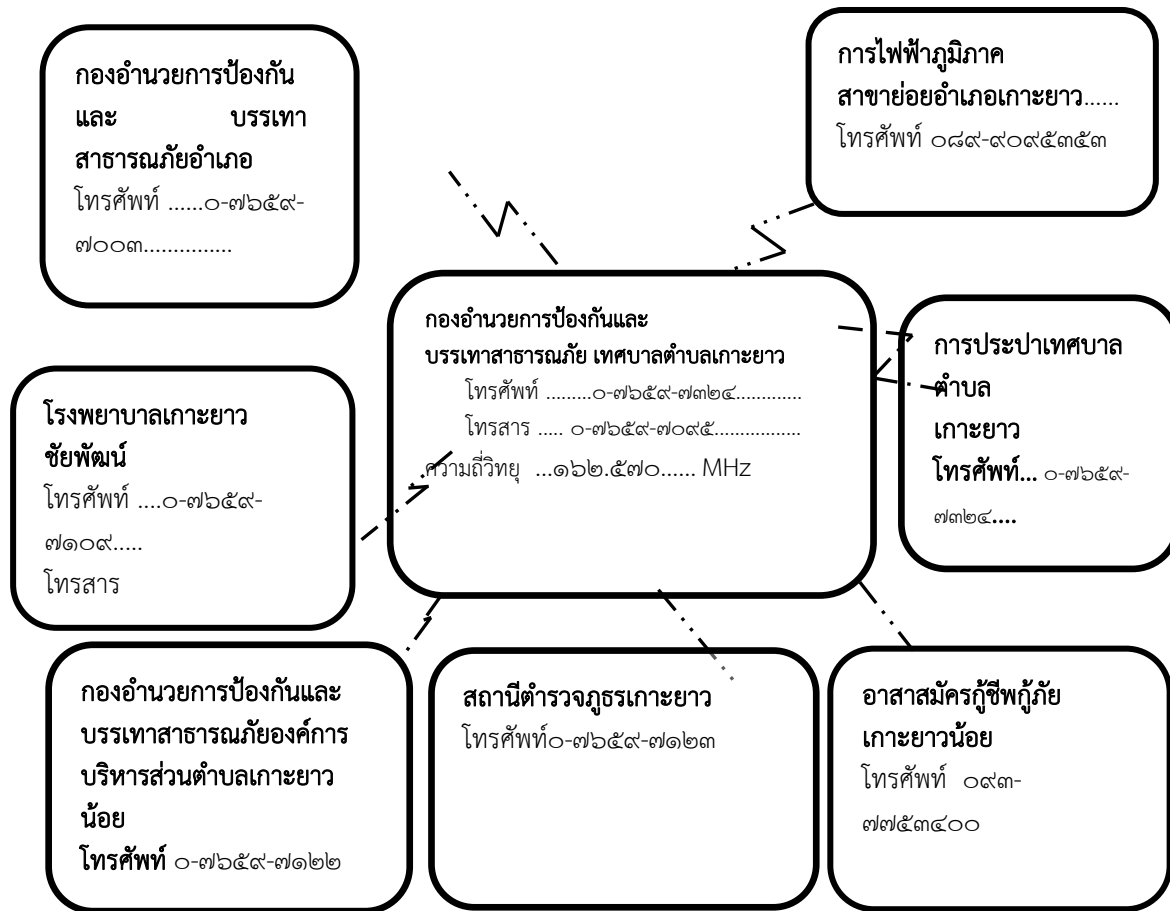 กองอำนวยการป้องกัน
และ บรรเทา
สาธารณภัยอำเภอ
โทรศัพท์ ......๐-๗๖๕๙-
๗๐๐๓...............
การไฟฟ้าภูมิภาค
สาขาย่อยอำเภอเกาะยาว......
โทรศัพท์ ๐๘๙-๙๐๙๕๓๕๓
กองอำนวยการป้องกันและ
บรรเทาสาธารณภัย เทศบาลตำบลเกาะยาว
โทรศัพท์ .........๐-๗๖๕๙-๗๓๒๔.............
โทรสาร ..... ๐-๗๖๕๙-๗๐๙๕.................
ความถี่วิทยุ ...๑๖๒.๕๗๐...... MHz
การประปาเทศบาล
ตำบล
เกาะยาว
โทรศัพท์... ๐-๗๖๕๙-
๗๓๒๔....
โรงพยาบาลเกาะยาว
ชัยพัฒน์
โทรศัพท์ ....๐-๗๖๕๙-
๗๑๐๙.....
โทรสาร
กองอำนวยการป้องกันและ
บรรเทาสาธารณภัยองค์การ
บริหารส่วนตำบลเกาะยาว
น้อย
โทรศัพท์ ๐-๗๖๕๙-๗๑๒๒
สถานีตำรวจภูธรเกาะยาว
โทรศัพท์๐-๗๖๕๙-๗๑๒๓
อาสาสมัครกู้ชีพกู้ภัย
เกาะยาวน้อย
โทรศัพท์ ๐๙๓-
๗๗๕๓๔๐๐